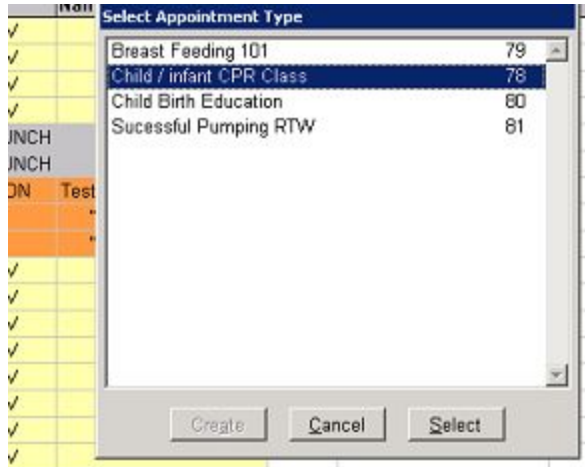 Select Appointment Type
Breast Feeding 101 79
Child / infant CPR Class 78
Child Birth Education 80
Sucessful Pumping RTW 81
Create Cancel Select
UNCH
UNCH
ON Test